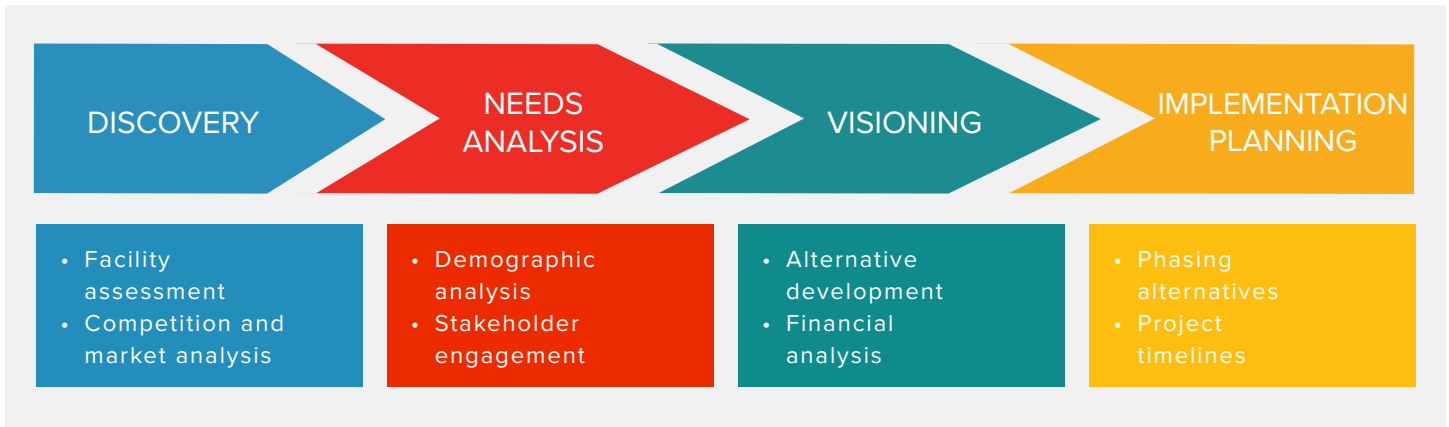 DISCOVERY
NEEDS
ANALYSIS
VISIONING
IMPLEMENTATION
PLANNING
• Facility
assessment
• Competition and
market analysis
• Demographic
analysis
• Stakeholder
engagement
• Alternative
development
• Financial
analysis
• Phasing
alternatives
• Project
timelines